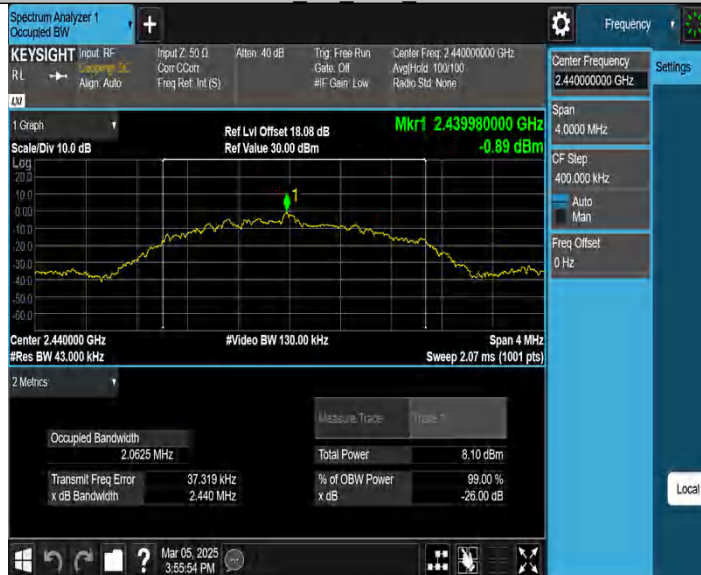 Spectrum Analyzer 1
Occupied BW
Frequency
KEYSIGHT Input: RF
Coupling: DC
Align: Auto
RL
LXI
Input Z: 50 Ω
Corr CCorr
Freq Ref: Int (S)
Atten: 40 dB
Trig: Free Run
Gate: Off
#IF Gain: Low
Center Freq: 2.440000000 GHz
Avg|Hold: 100/100
Radio Std: None
Center Frequency
2.440000000 GHz
Settings
Span
4.0000 MHz
CF Step
400.000 kHz
Auto
Man
Freq Offset
0 Hz
1 Graph
Scale/Div 10.0 dB
Ref Lvl Offset 18.08 dB
Ref Value 30.00 dBm
Mkr1 2.439980000 GHz
-0.89 dBm
Log
20.0
10.0
0.00
-10.0
-20.0
-30.0
-40.0
-50.0
-60.0
1
Center 2.440000 GHz
#Res BW 43.000 kHz
#Video BW 130.00 kHz
Span 4 MHz
Sweep 2.07 ms (1001 pts)
2 Metrics
Measure Trace
Trace 1
Occupied Bandwidth
2.0625 MHz
Total Power
8.10 dBm
Transmit Freq Error
37.319 kHz
% of OBW Power
99.00 %
x dB Bandwidth
2.440 MHz
x dB
-26.00 dB
Local
?
Mar 05, 2025
3:55:54 PM